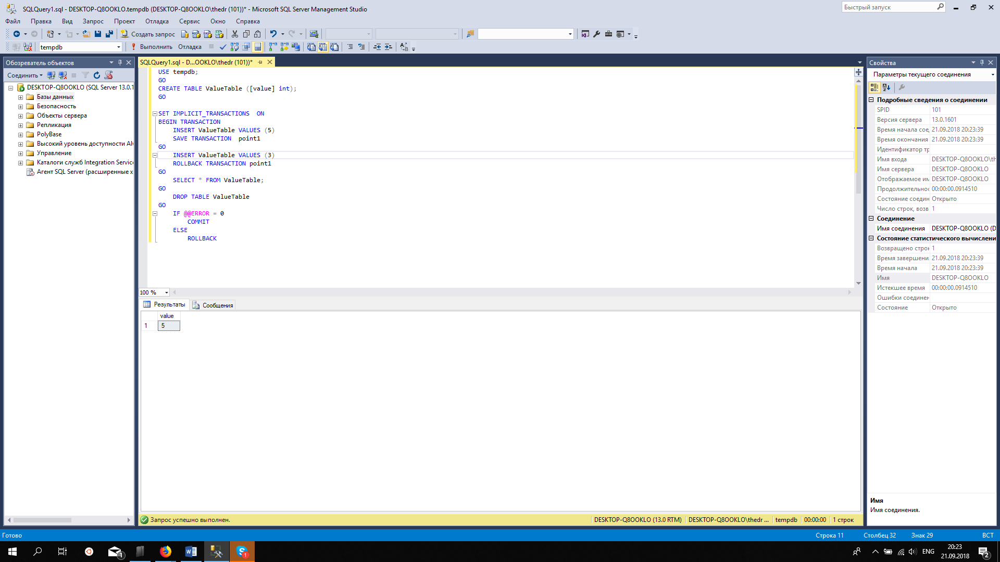 SQLQuery1.sql - DESKTOP-Q8OOKLO.tempdb (DESKTOP-Q8OOKLO\thedr (101))* - Microsoft SQL Server Management Studio
Быстрый запуск
Файл Правка Вид Запрос Проект Отладка Сервис Окно Справка
Создать запрос
tempdb
Выполнить Отладка
Обозреватель объектов
Соединить
DESKTOP-Q8OOKLO (SQL Server 13.0.1
Базы данных
Безопасность
Объекты сервера
Репликация
PolyBase
Высокий уровень доступности Al
Управление
Каталоги служб Integration Servic
Агент SQL Server (расширенные х
SQLQuery1.sql - D...OOKLO\thedr (101))*
USE tempdb;
GO
CREATE TABLE ValueTable ([value] int);
GO
SET IMPLICIT_TRANSACTIONS  ON
BEGIN TRANSACTION
INSERT ValueTable VALUES (5)
SAVE TRANSACTION  point1
GO
INSERT ValueTable VALUES (3)
ROLLBACK TRANSACTION point1
GO
SELECT * FROM ValueTable;
GO
DROP TABLE ValueTable
GO
IF @@ERROR = 0
COMMIT
ELSE
ROLLBACK
100 %
Результаты Сообщения
value
1 5
Запрос успешно выполнен.
DESKTOP-Q8OOKLO (13.0 RTM) DESKTOP-Q8OOKLO\thedr ... tempdb 00:00:00 1 строк
Свойства
Параметры текущего соединения
Подробные сведения о соединении
SPID 101
Версия сервера 13.0.1601
Время начала сое, 21.09.2018 20:23:39
Время окончания 21.09.2018 20:23:39
Идентификатор тр
Имя входа DESKTOP-Q8OOKLO\th
Имя сервера DESKTOP-Q8OOKLO
Отображаемое им DESKTOP-Q8OOKLO
Продолжительнос 00:00:00.0914510
Состояние соедин Открыто
Число строк, возв 1
Соединение
Имя соединения DESKTOP-Q8OOKLO (D
Состояние статистического вычислени
Возвращено строк 1
Время завершени 21.09.2018 20:23:39
Время начала 21.09.2018 20:23:39
Имя DESKTOP-Q8OOKLO
Истекшее время 00:00:00.0914510
Ошибки соединен
Состояние Открыто
Имя
Имя соединения.
Готово
Строка 11 Столбец 32 Знак 29 ВСТ
1
1
ENG
20:23
21.09.2018
2